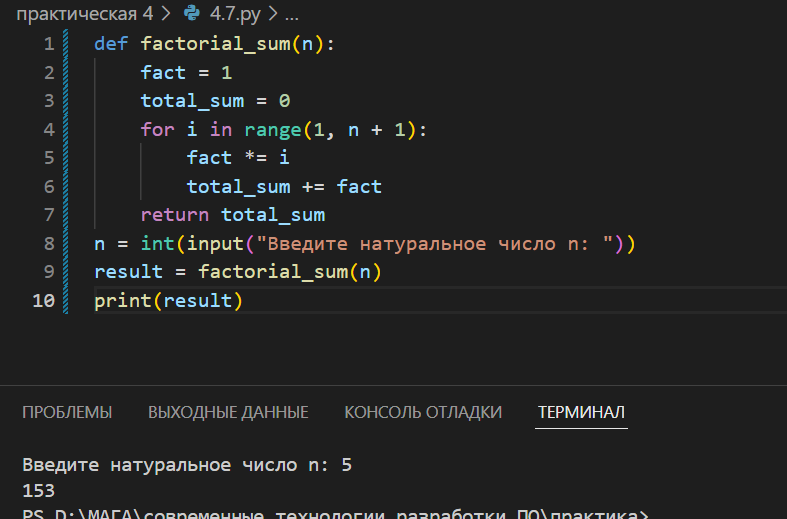 практическая 4 > 4.7.py > ...
1 def factorial_sum(n):
2     fact = 1
3     total_sum = 0
4     for i in range(1, n + 1):
5         fact *= i
6         total_sum += fact
7     return total_sum
8 n = int(input("Введите натуральное число n: "))
9 result = factorial_sum(n)
10 print(result)
ПРОБЛЕМЫ ВЫХОДНЫЕ ДАННЫЕ КОНСОЛЬ ОТЛАДКИ ТЕРМИНАЛ
Введите натуральное число n: 5
153
PS D:\МАГА\современные технологии разработки ПО\практика>